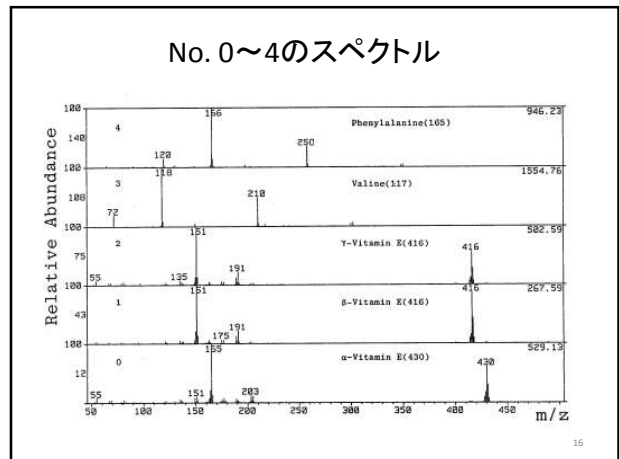 No. 0～4のスペクトル
Relative Abundance
100 166 946.23
4 Phenylalanine(165)
140 120 250
100 118 1554.76
3 Valine(117)
108 72 210
100 151 502.59
2 γ-Vitamin E(416) 416
75 55 135 191
100 151 416 267.59
1 β-Vitamin E(416)
43 175 191
100 165 529.13
0 α-Vitamin E(430) 430
12 55 151 203
50 100 150 200 250 300 350 400 450
m/z
16